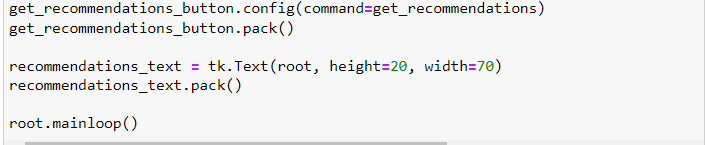 get_recommendations_button.config(command=get_recommendations)
get_recommendations_button.pack()
recommendations_text = tk.Text(root, height=20, width=70)
recommendations_text.pack()
root.mainloop()